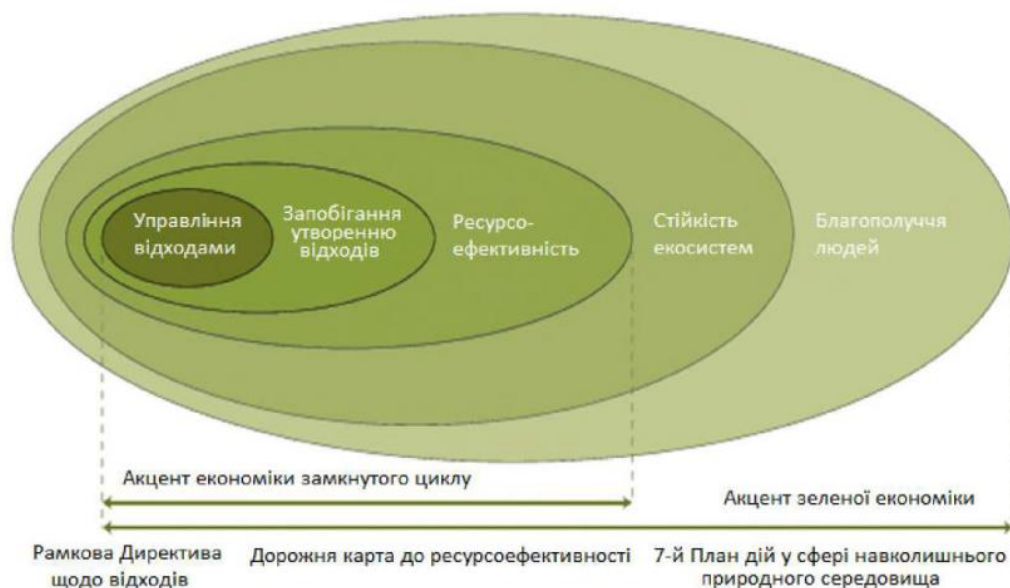 Управління
відходами
Запобігання
утворенню
відходів
Ресурсо-
ефективність
Стійкість
екосистем
Благополуччя
людей
Акцент економіки замкнутого циклу
Акцент зеленої економіки
Рамкова Директива
щодо відходів
Дорожня карта до ресурсоефективності
7-й План дій у сфері навколишнього
природного середовища